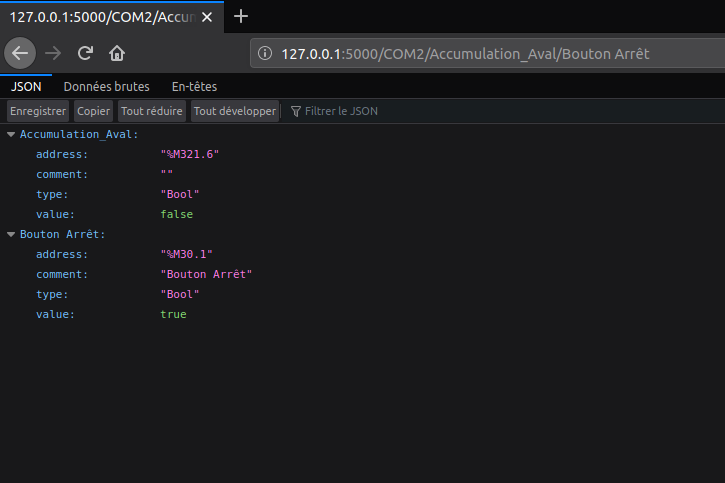 127.0.0.1:5000/COM2/Accu
127.0.0.1:5000/COM2/Accumulation_Aval/Bouton Arrêt
JSON Données brutes En-têtes
Enregistrer Copier Tout réduire Tout développer Filtrer le JSON
Accumulation_Aval:
address: "%M321.6"
comment: ""
type: "Bool"
value: false
Bouton Arrêt:
address: "%M30.1"
comment: "Bouton Arrêt"
type: "Bool"
value: true